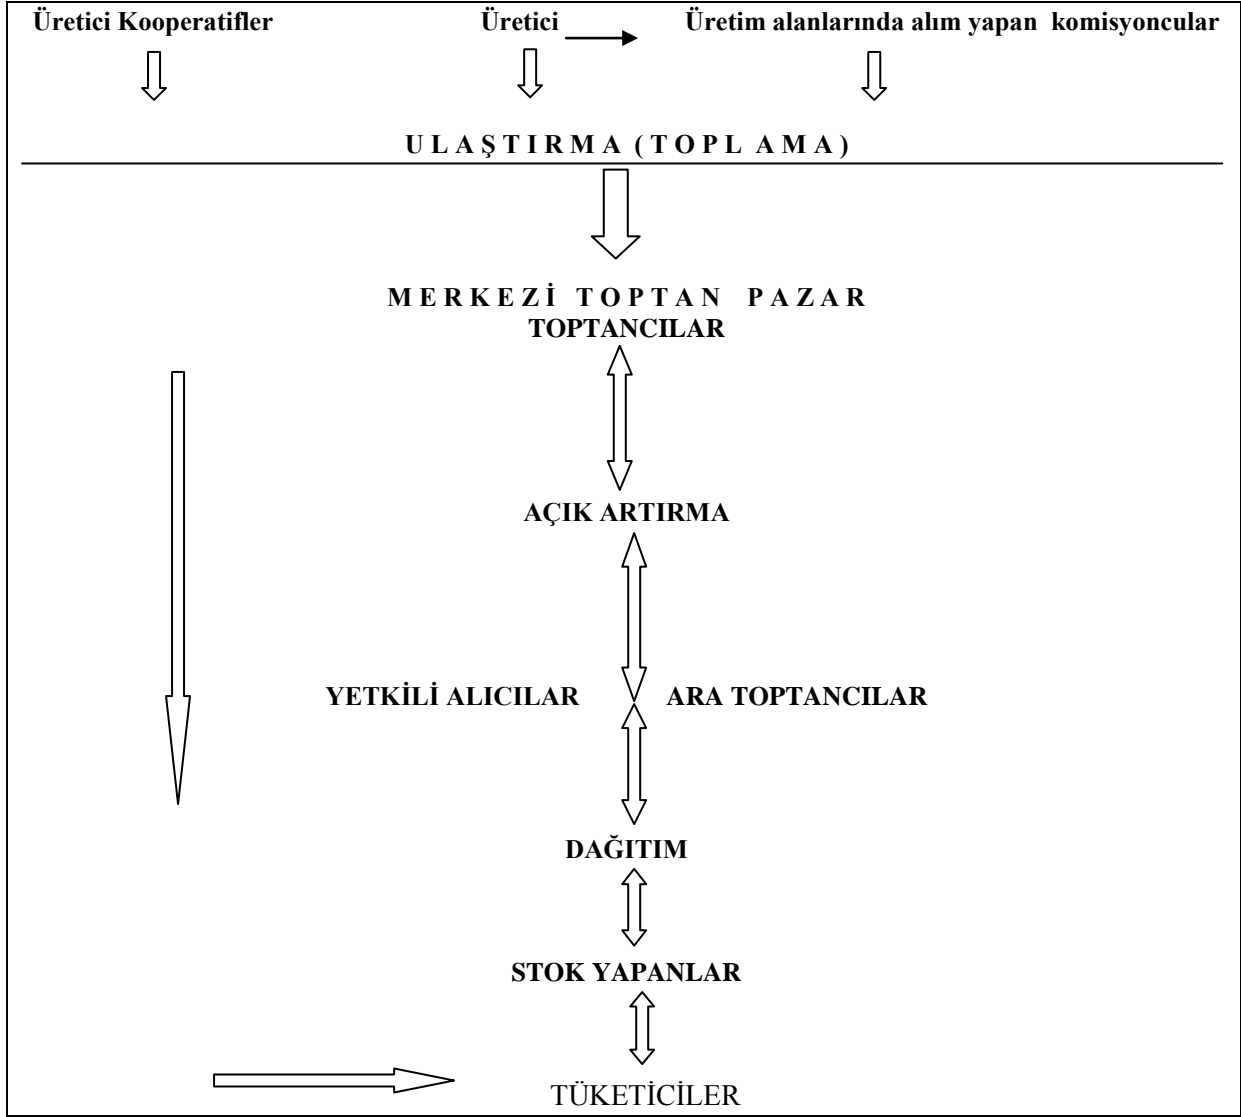 Üretici Kooperatifler Üretici Üretim alanlarında alım yapan komisyoncular
U L A Ş T I R M A ( T O P L A M A )
M E R K E Z İ T O P T A N P A Z A R
TOPTANCILAR
AÇIK ARTIRMA
YETKİLİ ALICILAR ARA TOPTANCILAR
DAĞITIM
STOK YAPANLAR
TÜKETİCİLER